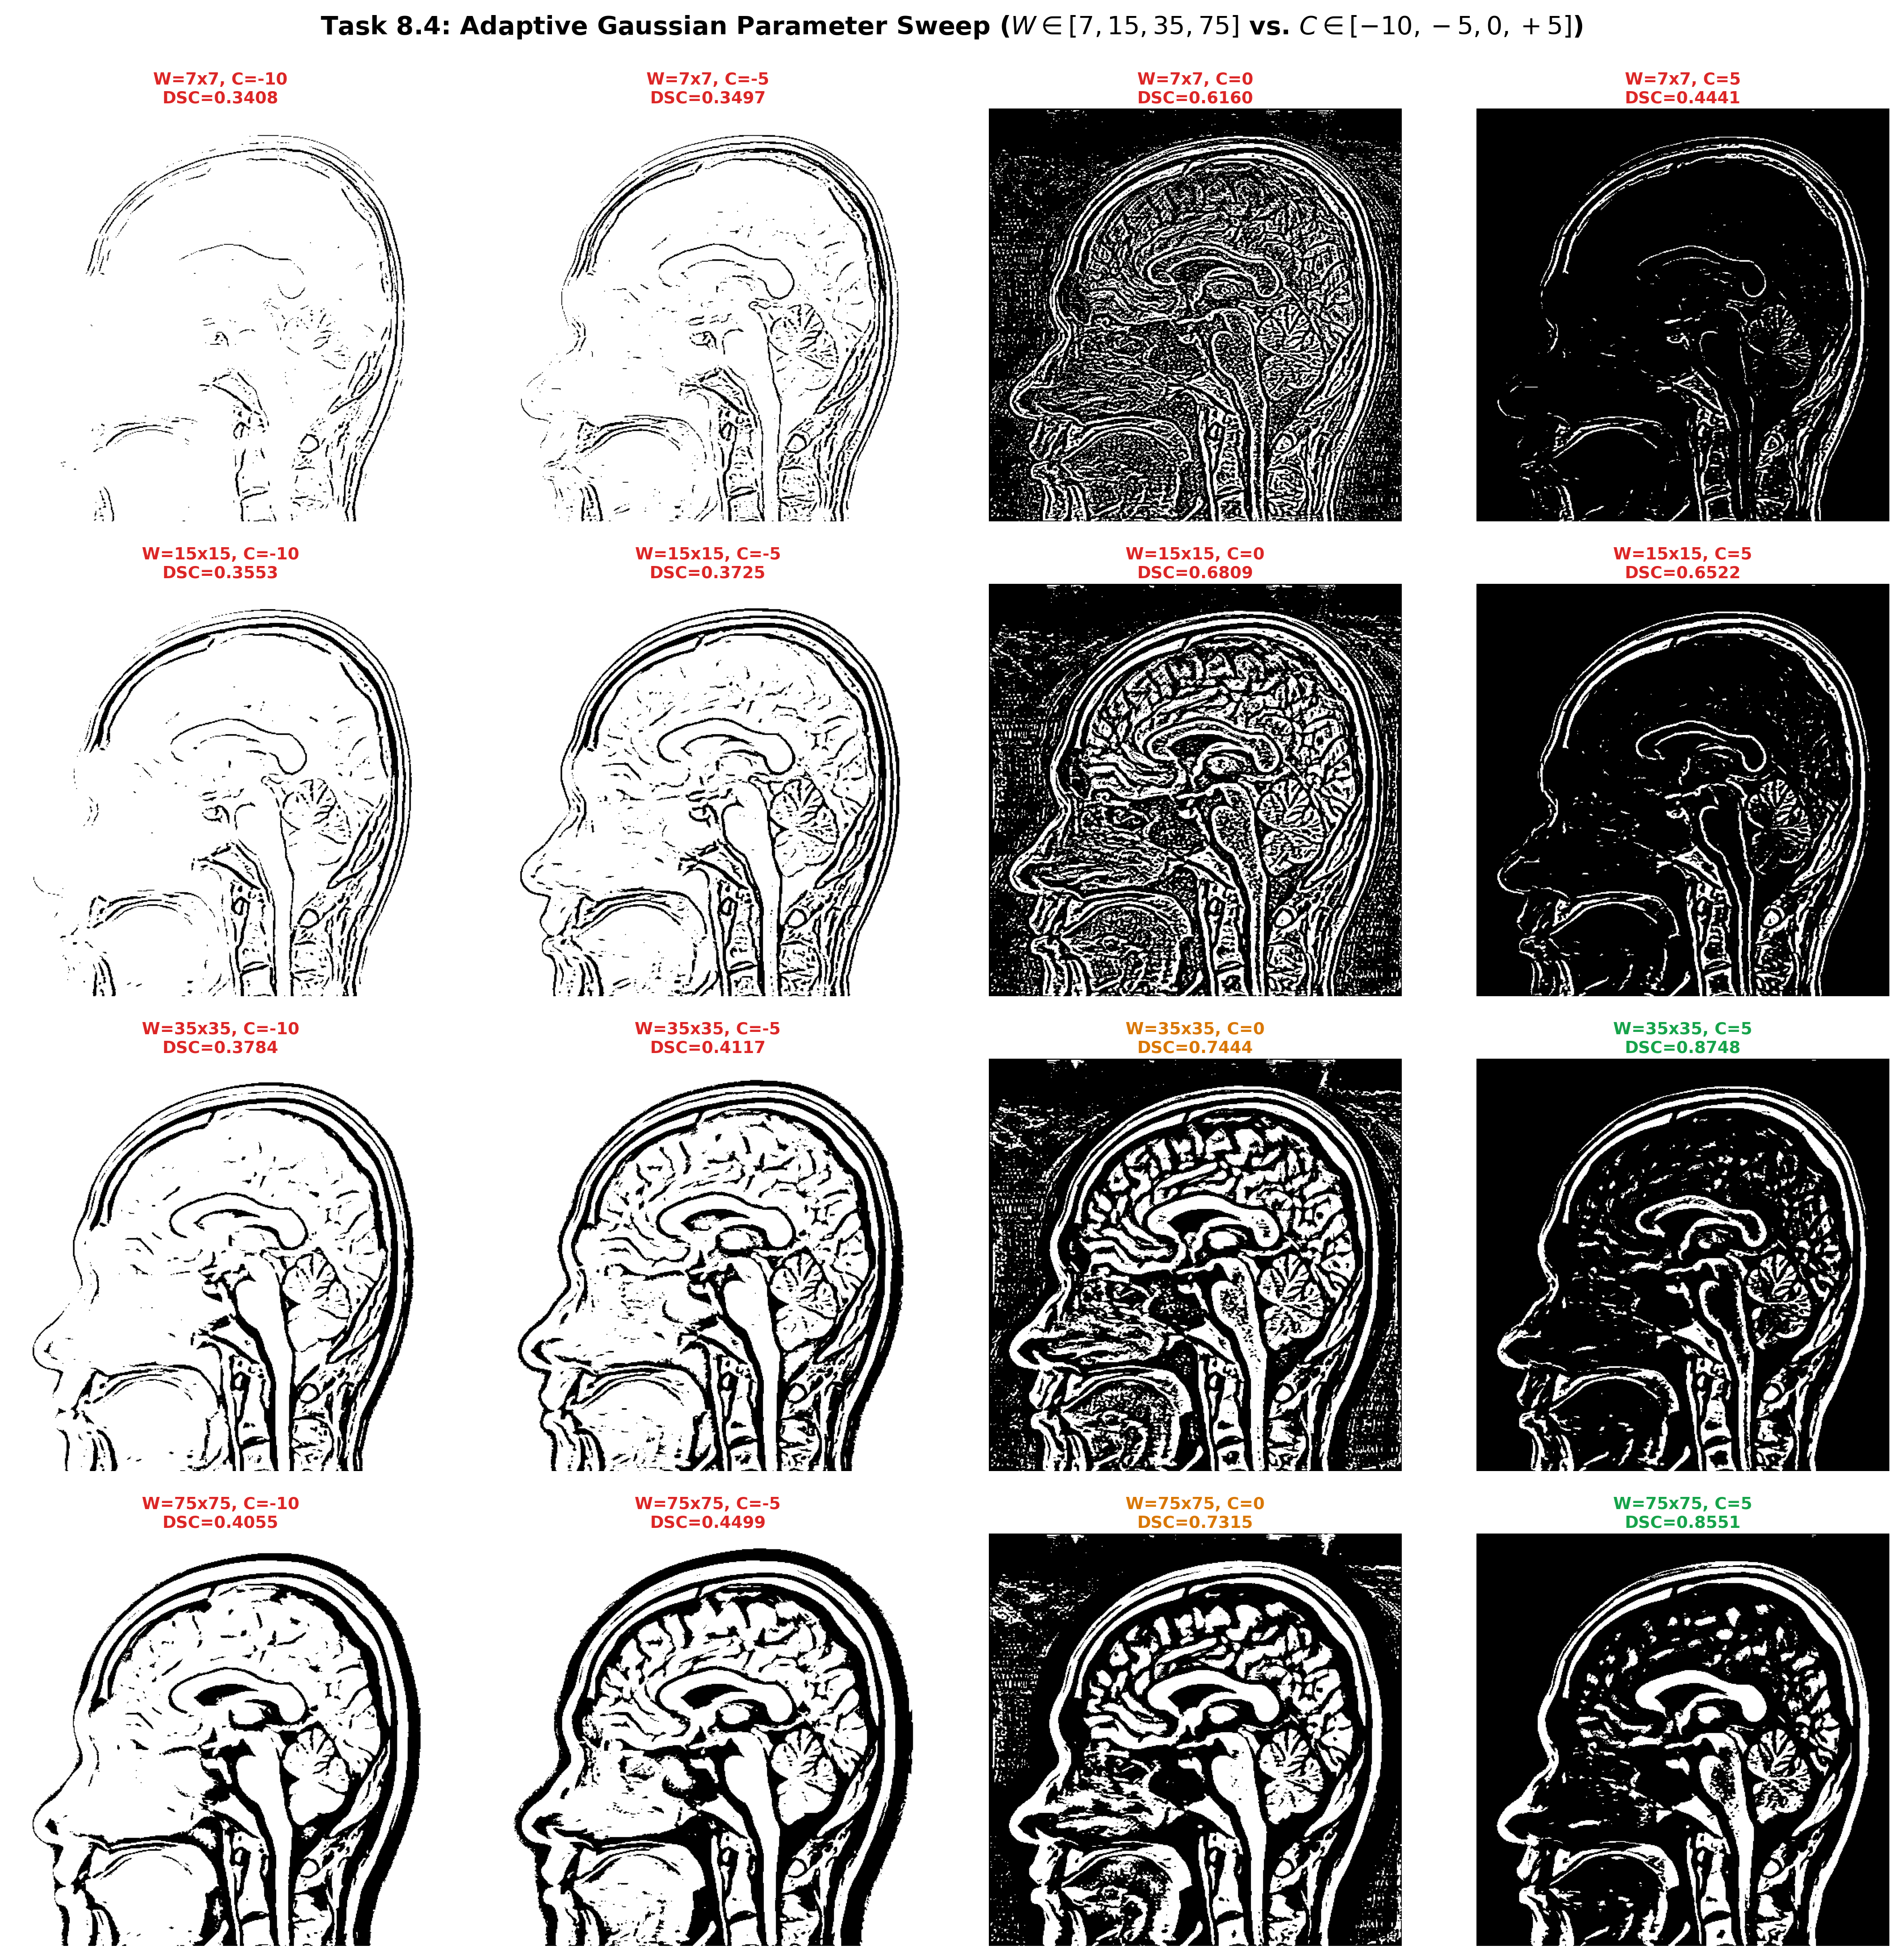 Task 8.4: Adaptive Gaussian Parameter Sweep (W ∈ [7, 15, 35, 75] vs. C ∈ [−10, −5, 0, +5])
W=7x7, C=-10
DSC=0.3408
W=7x7, C=-5
DSC=0.3497
W=7x7, C=0
DSC=0.6160
W=7x7, C=5
DSC=0.4441
W=15x15, C=-10
DSC=0.3553
W=15x15, C=-5
DSC=0.3725
W=15x15, C=0
DSC=0.6809
W=15x15, C=5
DSC=0.6522
W=35x35, C=-10
DSC=0.3784
W=35x35, C=-5
DSC=0.4117
W=35x35, C=0
DSC=0.7444
W=35x35, C=5
DSC=0.8748
W=75x75, C=-10
DSC=0.4055
W=75x75, C=-5
DSC=0.4499
W=75x75, C=0
DSC=0.7315
W=75x75, C=5
DSC=0.8551